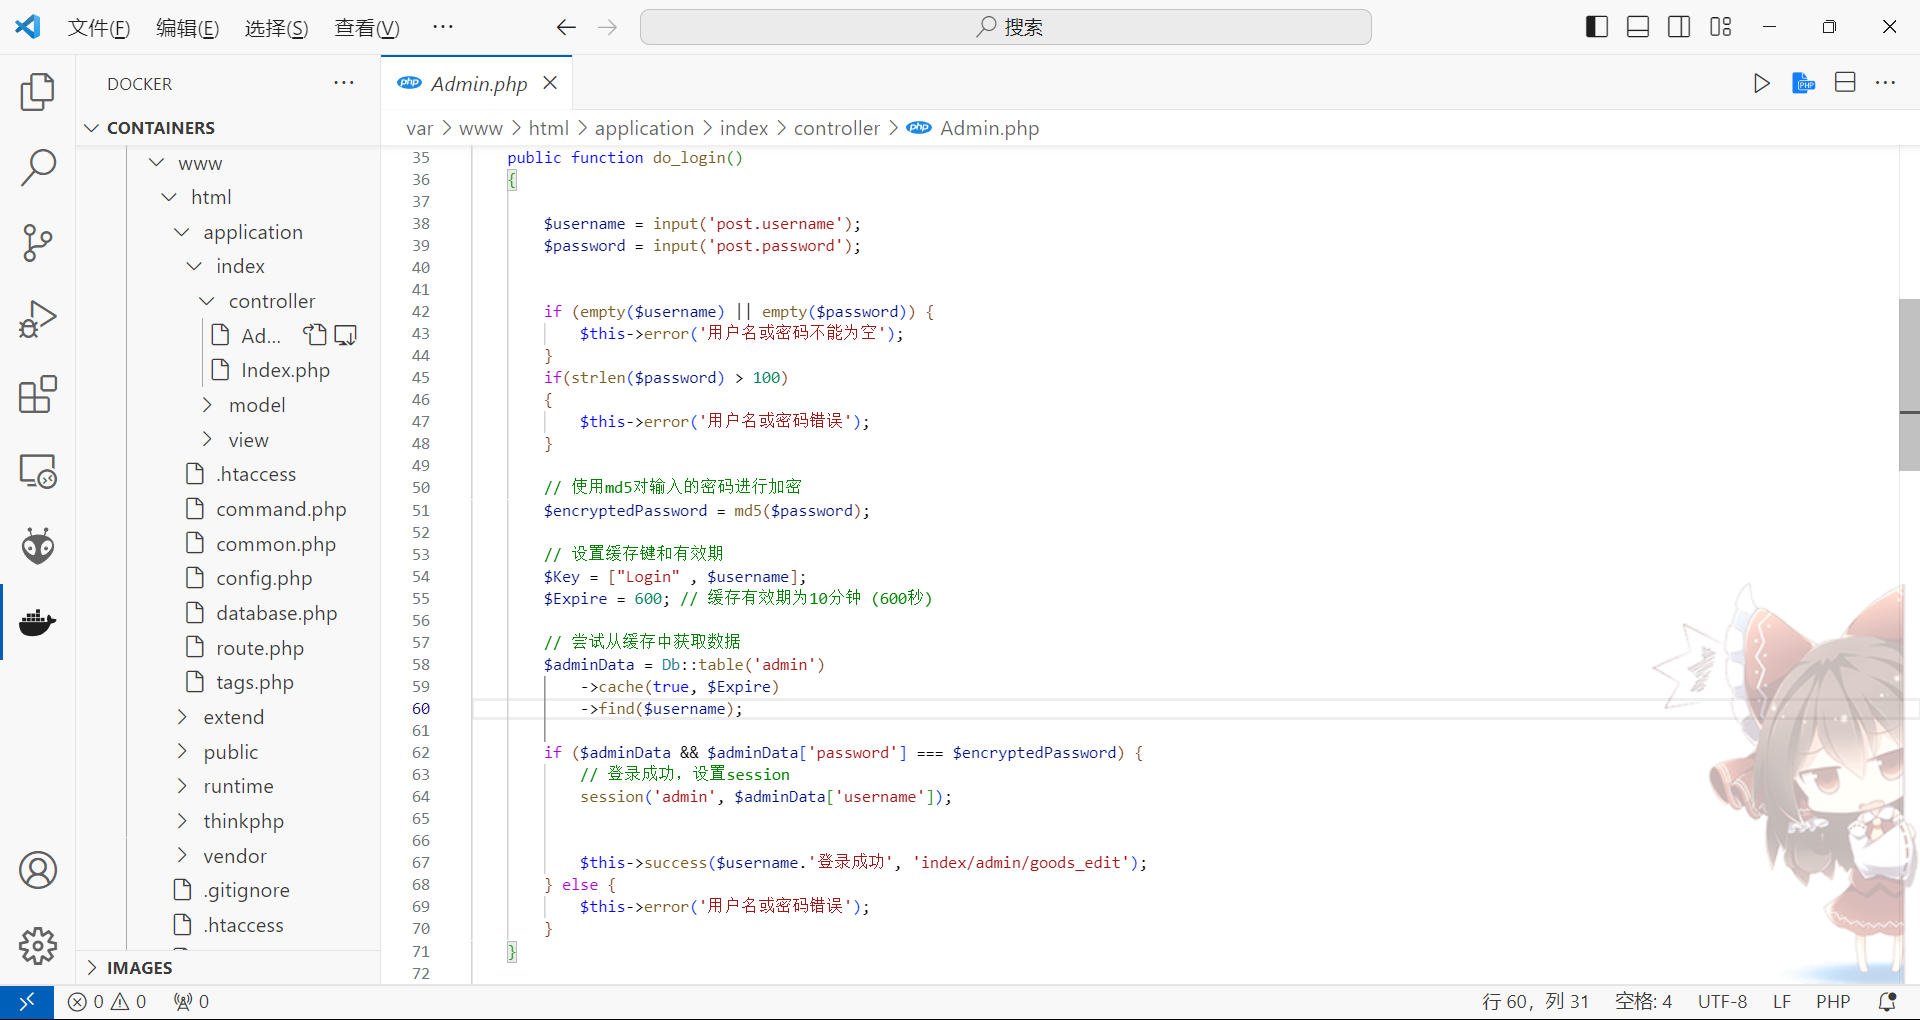 文件(F) 编辑(E) 选择(S) 查看(V) ··· 搜索
DOCKER ···
CONTAINERS
www
html
application
index
controller
Ad...
Index.php
model
view
.htaccess
command.php
common.php
config.php
database.php
route.php
tags.php
extend
public
runtime
thinkphp
vendor
.gitignore
.htaccess
IMAGES
php Admin.php
PHP
var > www > html > application > index > controller > php Admin.php
35 public function do_login()
36 {
37
38 $username = input('post.username');
39 $password = input('post.password');
40
41
42 if (empty($username) || empty($password)) {
43 $this->error('用户名或密码不能为空');
44 }
45 if(strlen($password) > 100)
46 {
47 $this->error('用户名或密码错误');
48 }
49
50 // 使用md5对输入的密码进行加密
51 $encryptedPassword = md5($password);
52
53 // 设置缓存键和有效期
54 $Key = ["Login" , $username];
55 $Expire = 600; // 缓存有效期为10分钟 (600秒)
56
57 // 尝试从缓存中获取数据
58 $adminData = Db::table('admin')
59 ->cache(true, $Expire)
60 ->find($username);
61
62 if ($adminData && $adminData['password'] === $encryptedPassword) {
63 // 登录成功，设置session
64 session('admin', $adminData['username']);
65
66
67 $this->success($username.'登录成功', 'index/admin/goods_edit');
68 } else {
69 $this->error('用户名或密码错误');
70 }
71 }
72
0 0 0 行 60，列 31 空格: 4 UTF-8 LF PHP